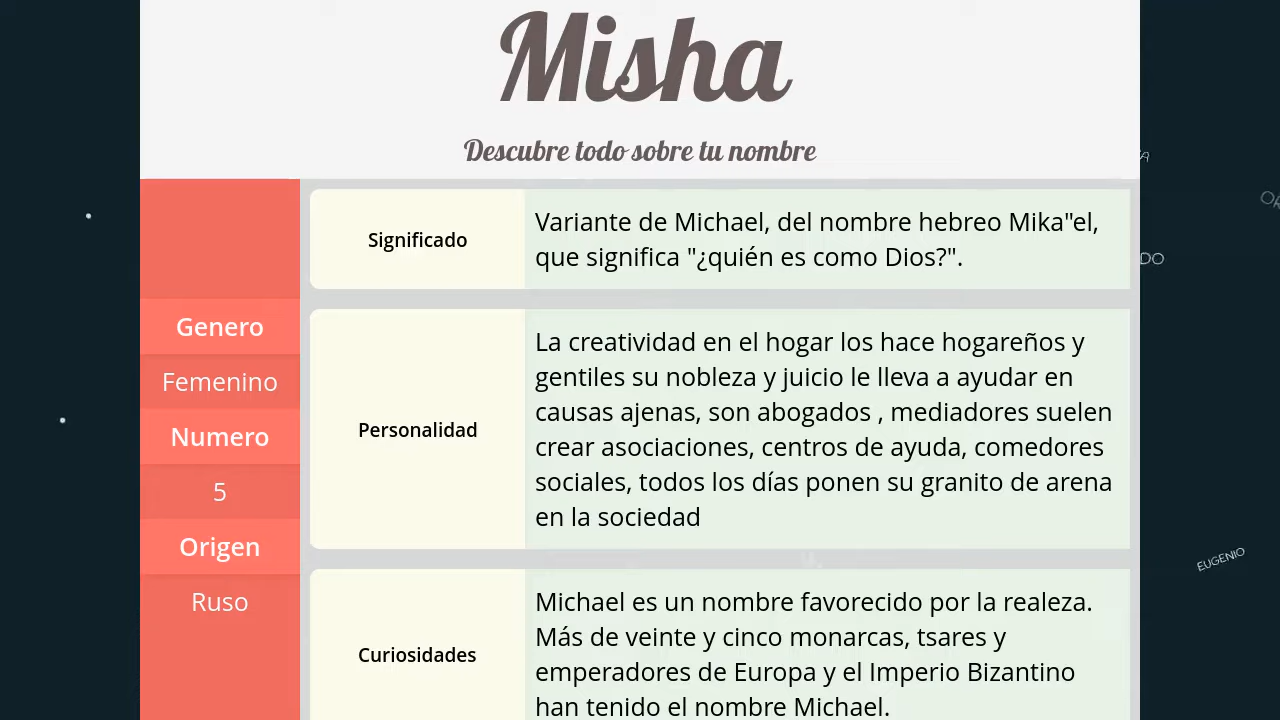 Misha
Descubre todo sobre tu nombre
Genero
Femenino
Numero
5
Origen
Ruso
Significado
Variante de Michael, del nombre hebreo Mika"el,
que significa "¿quién es como Dios?".
Personalidad
La creatividad en el hogar los hace hogareños y
gentiles su nobleza y juicio le lleva a ayudar en
causas ajenas, son abogados , mediadores suelen
crear asociaciones, centros de ayuda, comedores
sociales, todos los días ponen su granito de arena
en la sociedad
Curiosidades
Michael es un nombre favorecido por la realeza.
Más de veinte y cinco monarcas, tsares y
emperadores de Europa y el Imperio Bizantino
han tenido el nombre Michael.
DO
EUGENIO